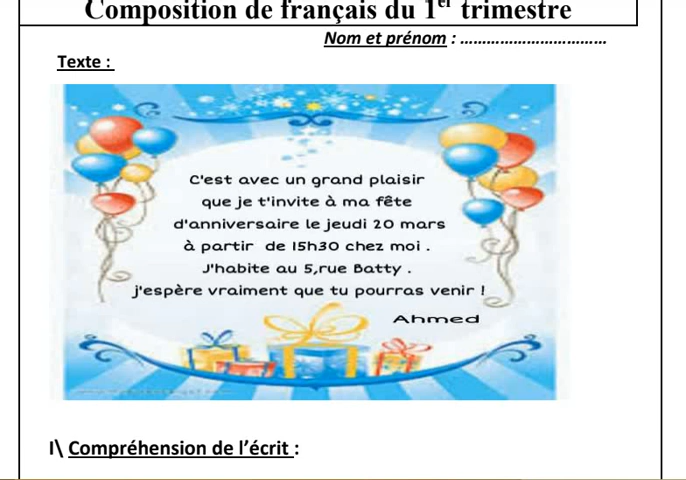 Composition de français du 1er trimestre
Nom et prénom : ……………………………
Texte :
C'est avec un grand plaisir
que je t'invite à ma fête
d'anniversaire le jeudi 20 mars
à partir de 15h30 chez moi .
J'habite au 5,rue Batty .
j'espère vraiment que tu pourras venir !
Ahmed
I\ Compréhension de l'écrit :